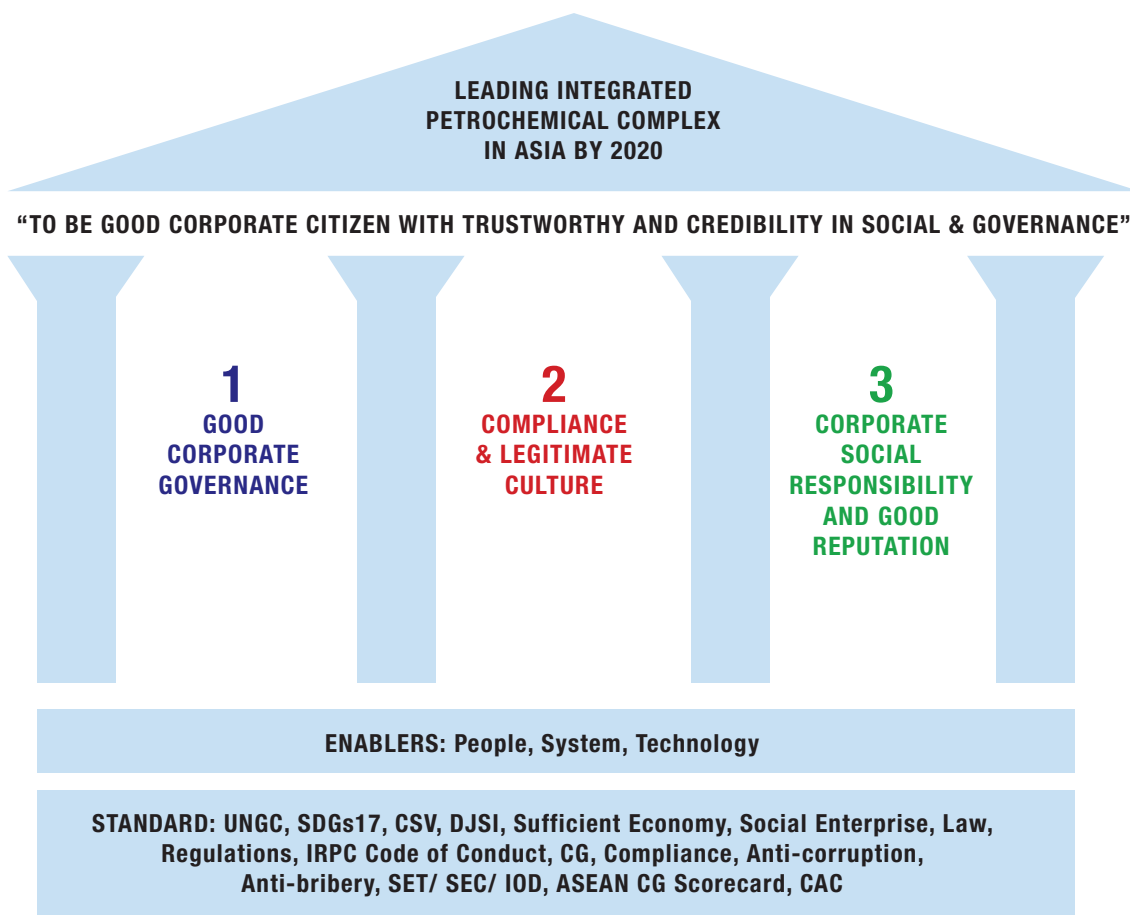 LEADING INTEGRATED
PETROCHEMICAL COMPLEX
IN ASIA BY 2020
“TO BE GOOD CORPORATE CITIZEN WITH TRUSTWORTHY AND CREDIBILITY IN SOCIAL & GOVERNANCE”
1
GOOD
CORPORATE
GOVERNANCE
2
COMPLIANCE
& LEGITIMATE
CULTURE
3
CORPORATE
SOCIAL
RESPONSIBILITY
AND GOOD
REPUTATION
ENABLERS: People, System, Technology
STANDARD: UNGC, SDGs17, CSV, DJSI, Sufficient Economy, Social Enterprise, Law,
Regulations, IRPC Code of Conduct, CG, Compliance, Anti-corruption,
Anti-bribery, SET/ SEC/ IOD, ASEAN CG Scorecard, CAC